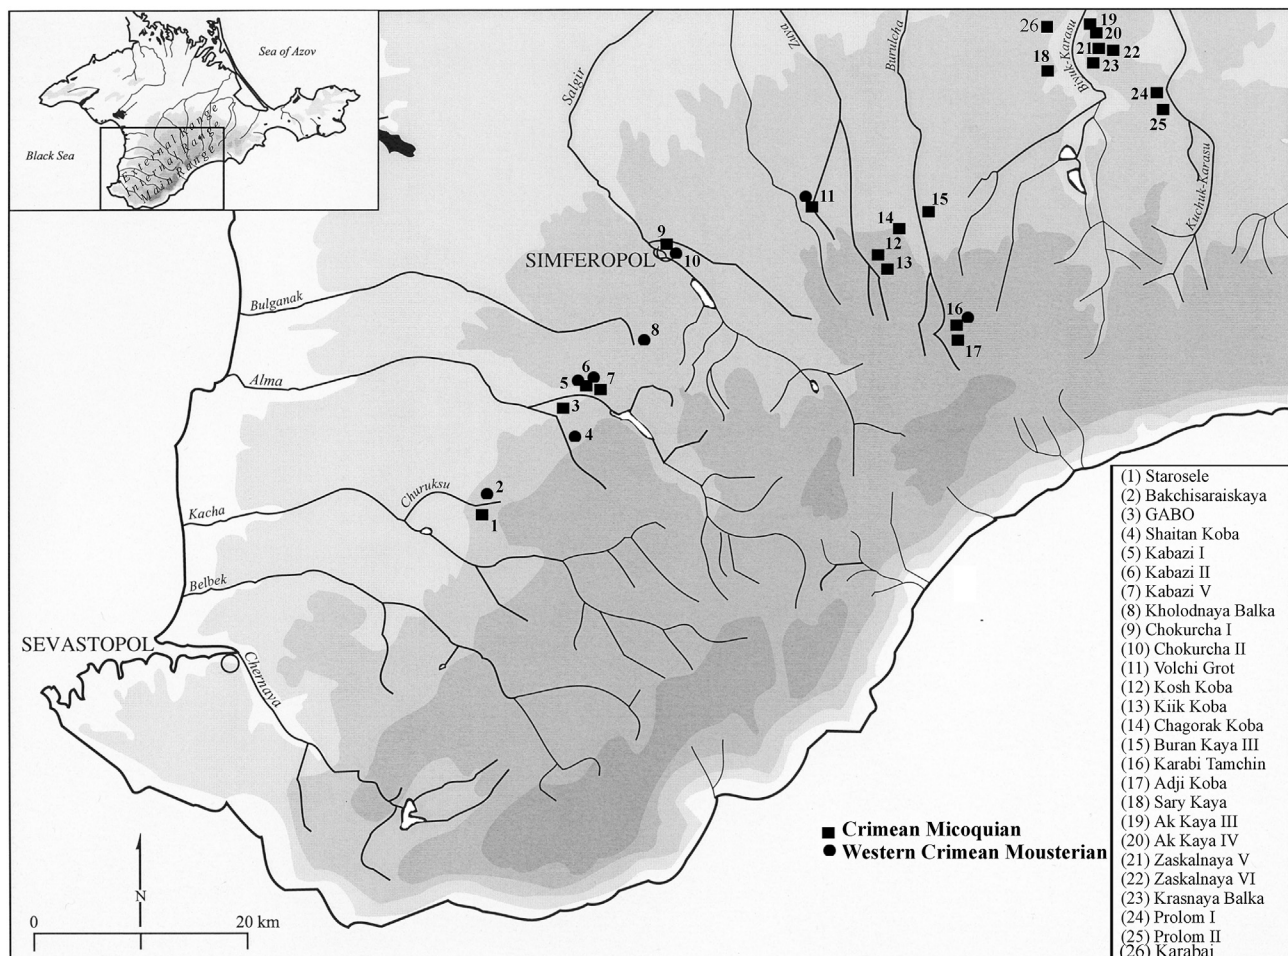 Sea of Azov
Black Sea
External Range
Internal Range
Main Range
Salgir
Zuya
Burulcha
Biyuk-Karasu
Kuchuk-Karasu
26
19
20
21
22
18
23
24
25
11
15
14
9
12
SIMFEROPOL
10
13
Bulganak
16
8
17
6
Alma
5
7
3
4
Churuksu
2
Kacha
1
Belbek
SEVASTOPOL
Chernaya
N
0
20 km
Crimean Micoquian
Western Crimean Mousterian
(1) Starosele
(2) Bakchisaraiskaya
(3) GABO
(4) Shaitan Koba
(5) Kabazi I
(6) Kabazi II
(7) Kabazi V
(8) Kholodnaya Balka
(9) Chokurcha I
(10) Chokurcha II
(11) Volchi Grot
(12) Kosh Koba
(13) Kiik Koba
(14) Chagorak Koba
(15) Buran Kaya III
(16) Karabi Tamchin
(17) Adji Koba
(18) Sary Kaya
(19) Ak Kaya III
(20) Ak Kaya IV
(21) Zaskalnaya V
(22) Zaskalnaya VI
(23) Krasnaya Balka
(24) Prolom I
(25) Prolom II
(26) Karabai